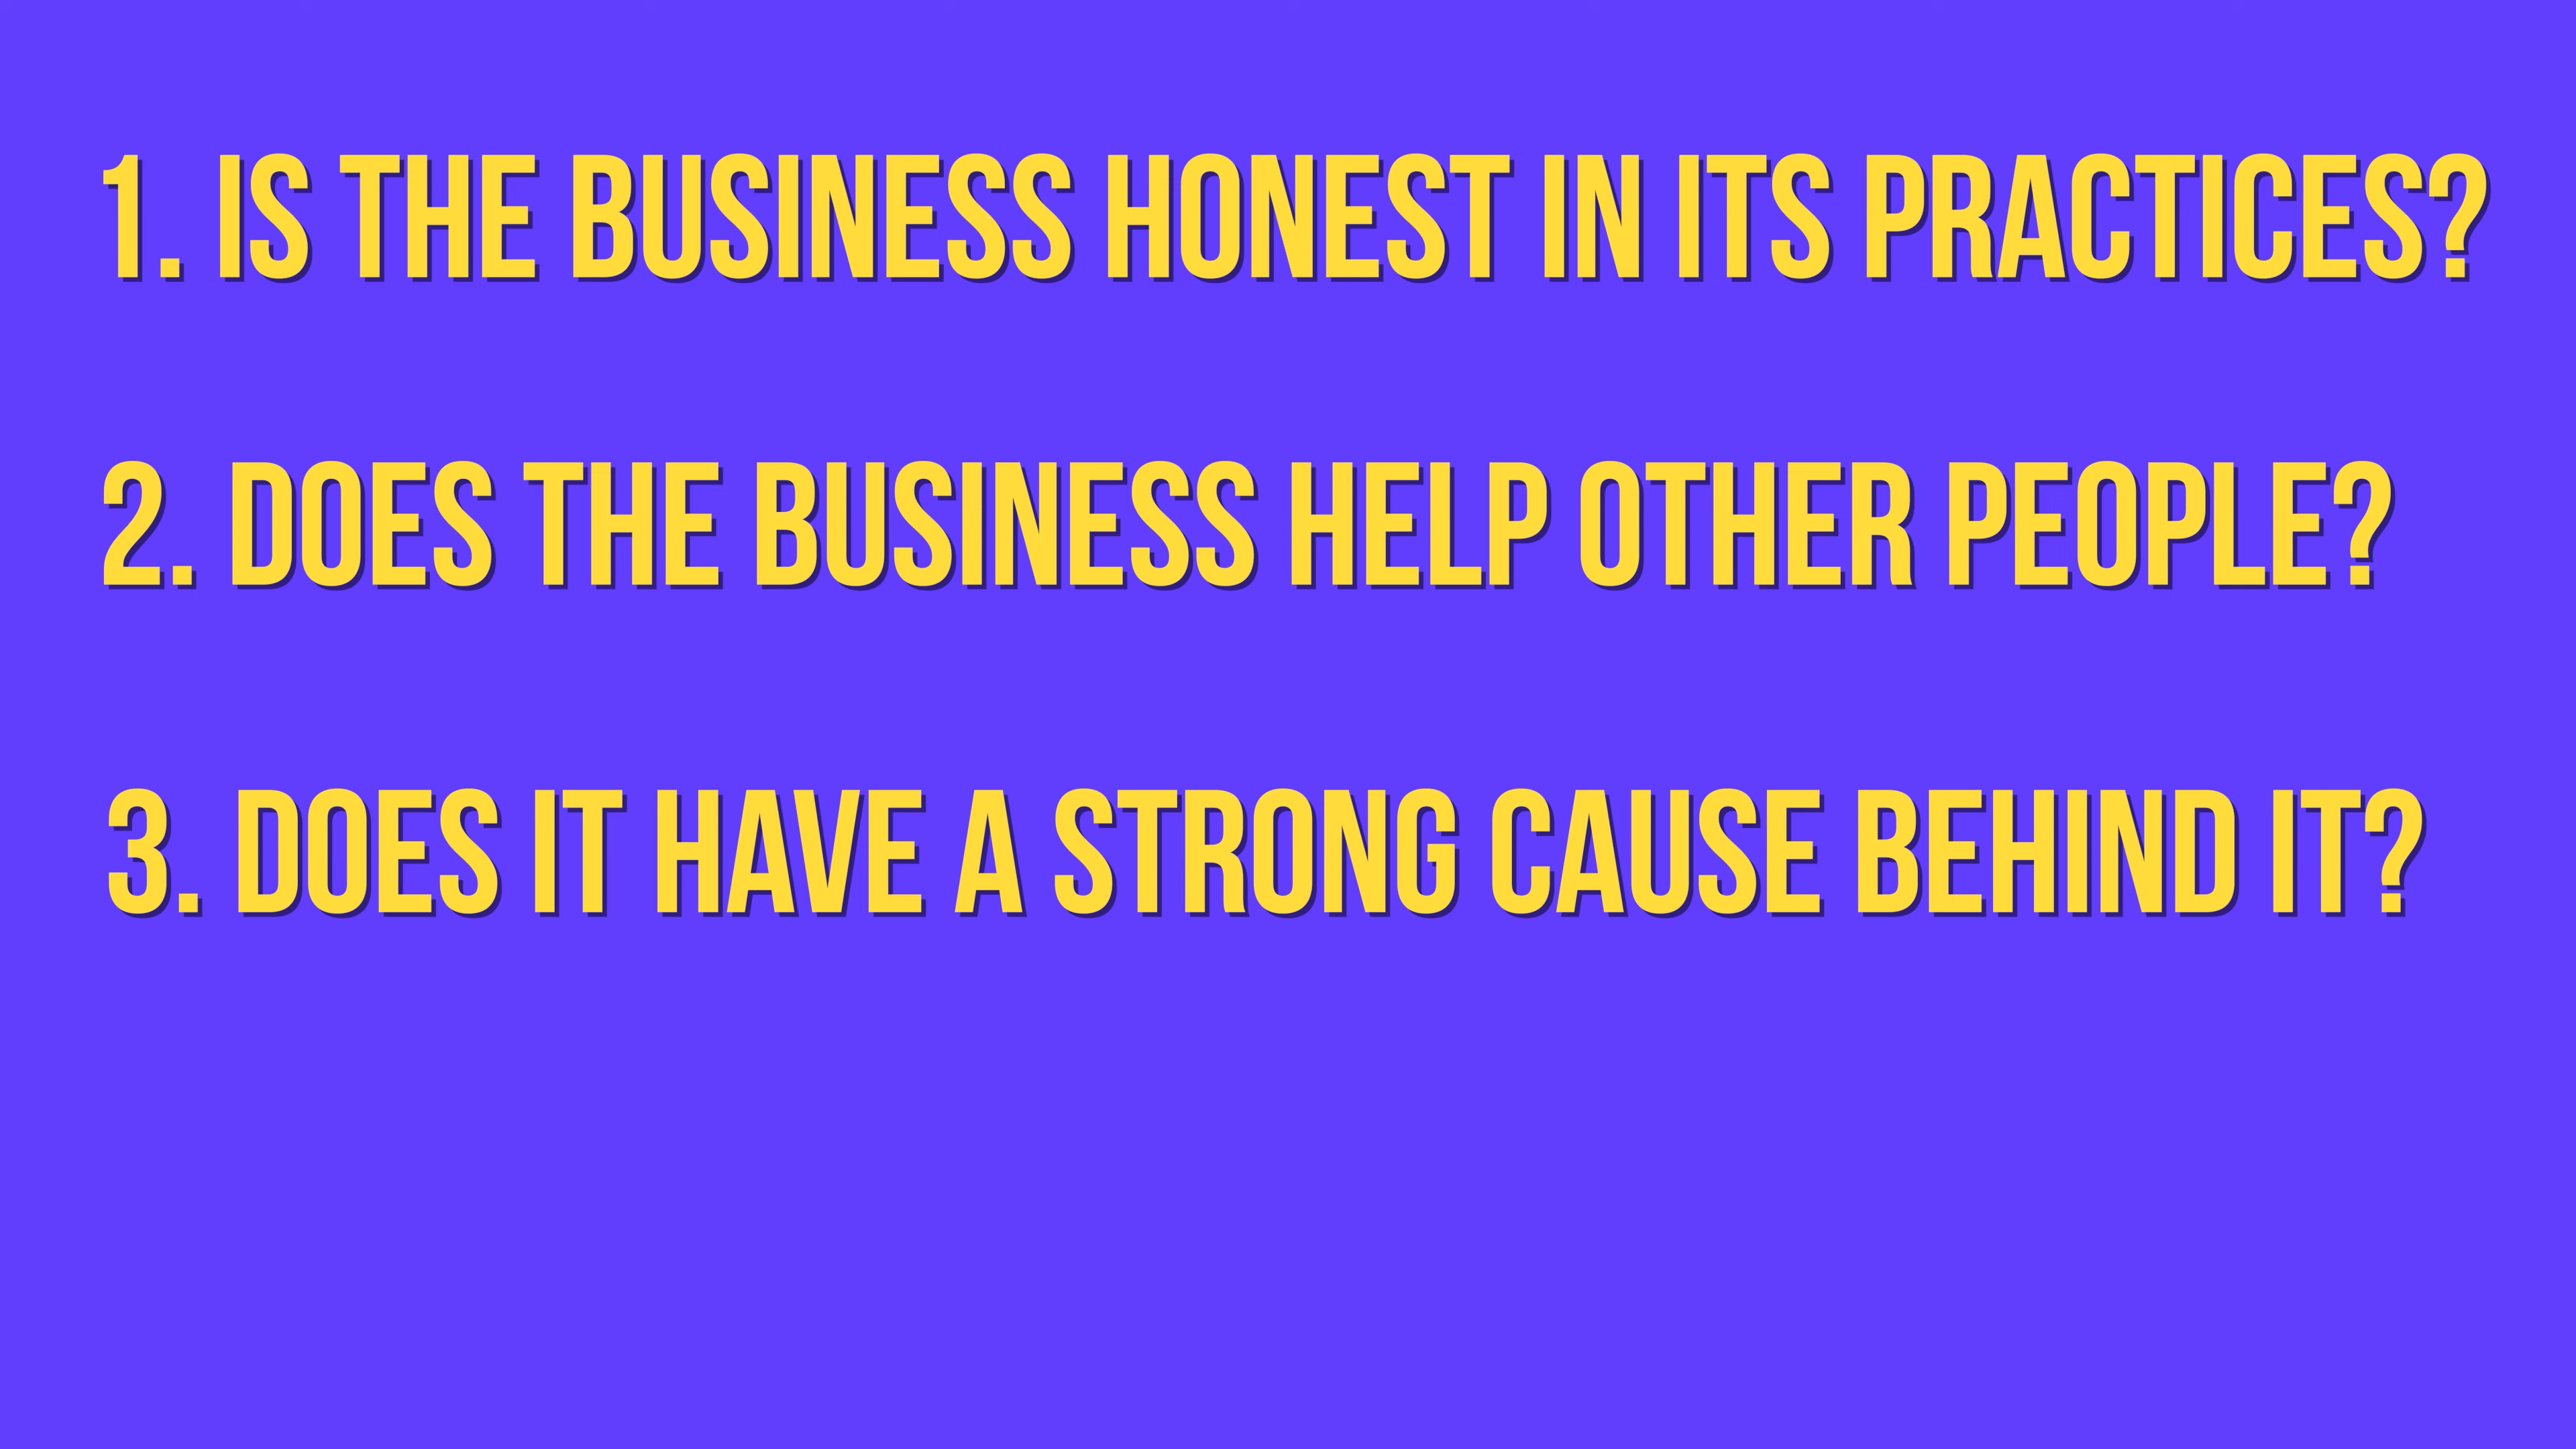 1. IS THE BUSINESS HONEST IN ITS PRACTICES?
2. DOES THE BUSINESS HELP OTHER PEOPLE?
3. DOES IT HAVE A STRONG CAUSE BEHIND IT?